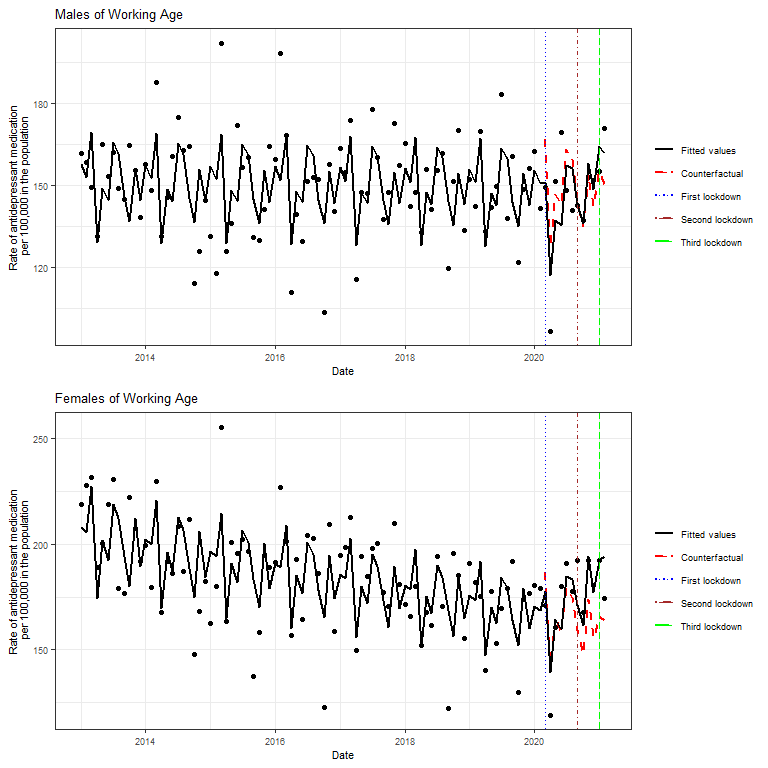 Males of Working Age
Rate of antidepressant medication
per 100,000 in the population
180
150
120
2014
2016
2018
2020
Date
Fitted values
Counterfactual
First lockdown
Second lockdown
Third lockdown
Females of Working Age
Rate of antidepressant medication
per 100,000 in the population
250
200
150
2014
2016
2018
2020
Date
Fitted values
Counterfactual
First lockdown
Second lockdown
Third lockdown